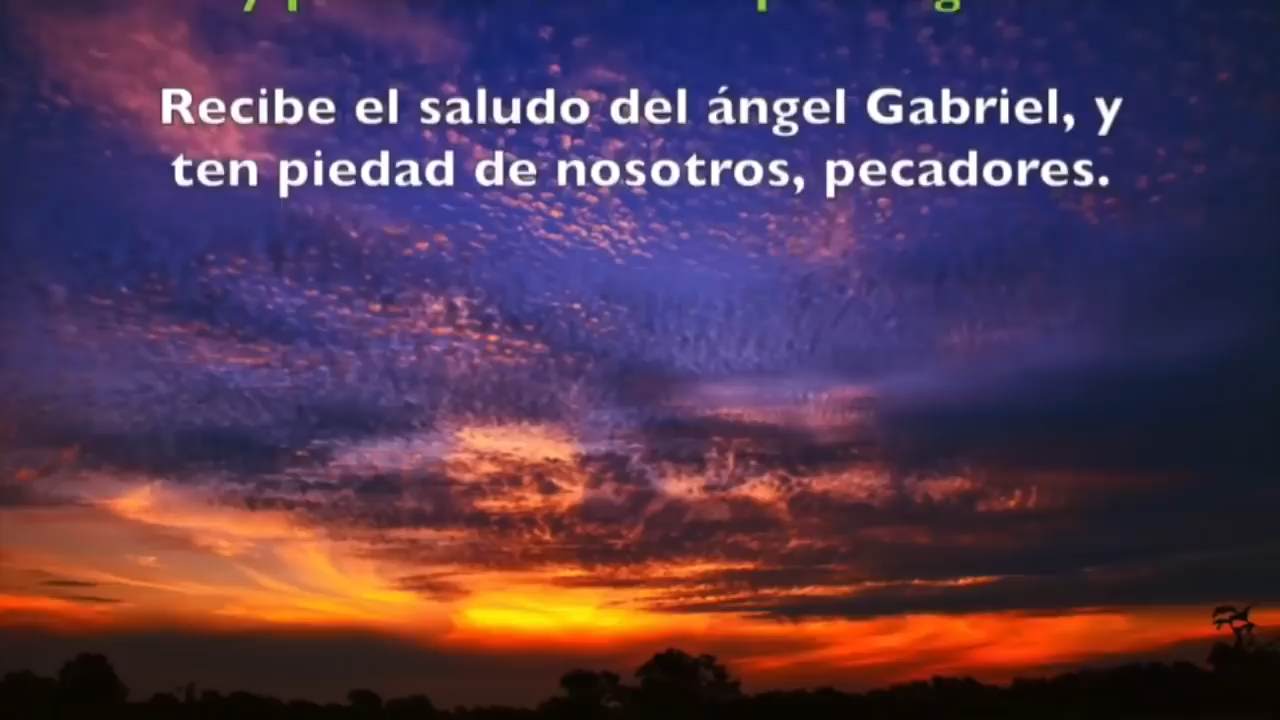 Recibe el saludo del ángel Gabriel, y
ten piedad de nosotros, pecadores.